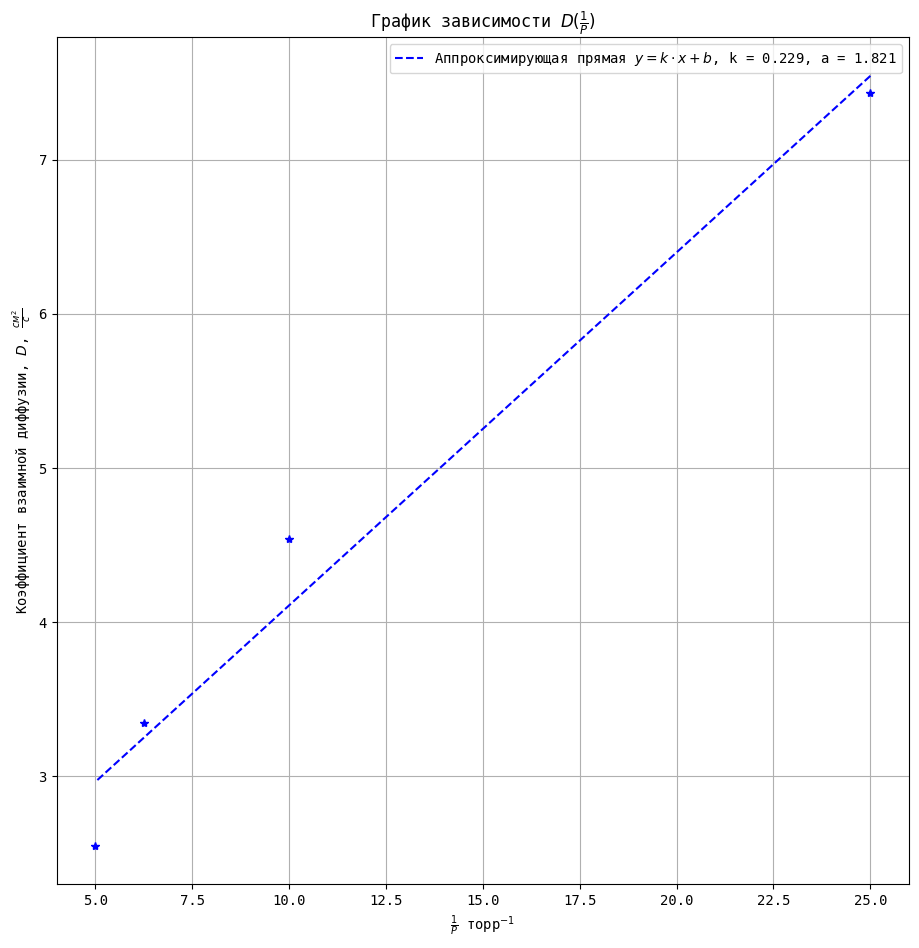 График зависимости D(1/P)
Аппроксимирующая прямая y = k · x + b, k = 0.229, a = 1.821
Коэффициент взаимной диффузии, D, см²/с
7
6
5
4
3
5.0 7.5 10.0 12.5 15.0 17.5 20.0 22.5 25.0
1/P торр⁻¹